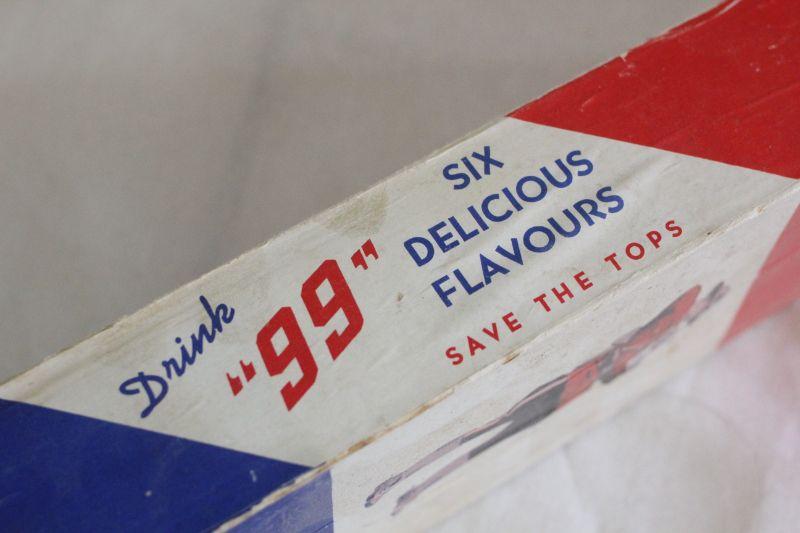 Drink
"99"
SIX
DELICIOUS
FLAVOURS
SAVE THE TOPS